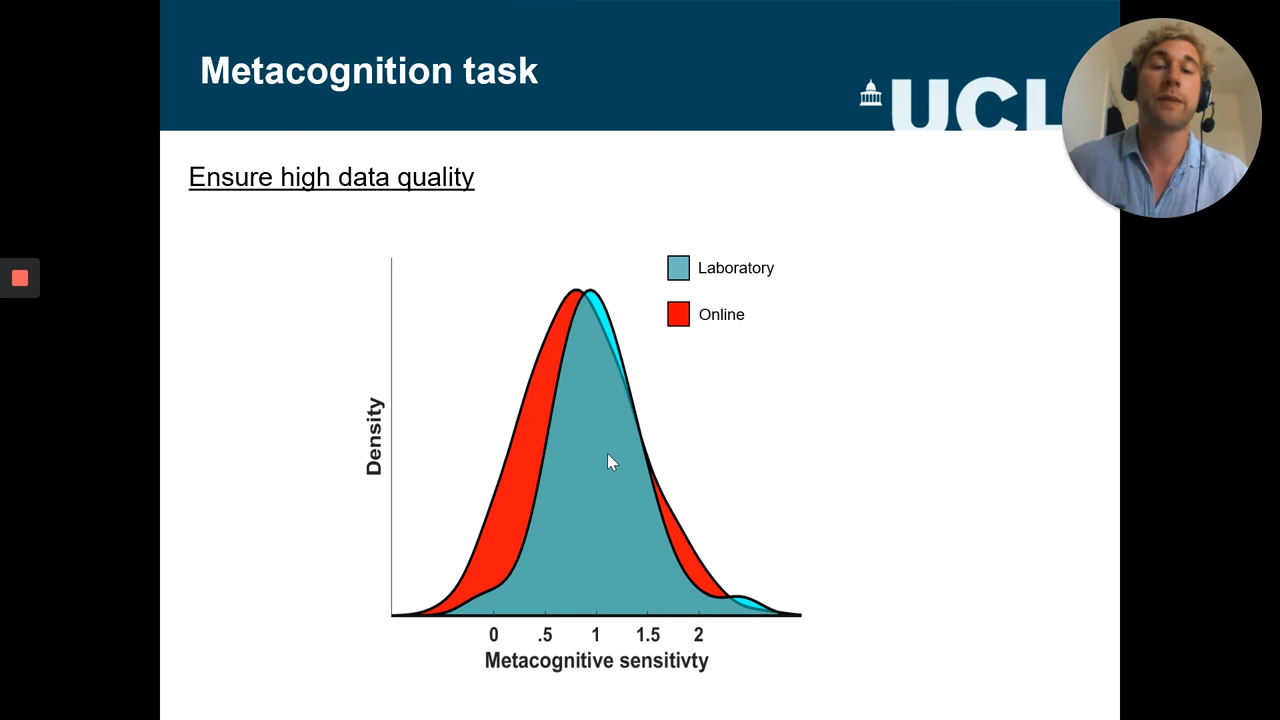 Metacognition task
UCL
Ensure high data quality
Laboratory
Online
Density
0 .5 1 1.5 2
Metacognitive sensitivty